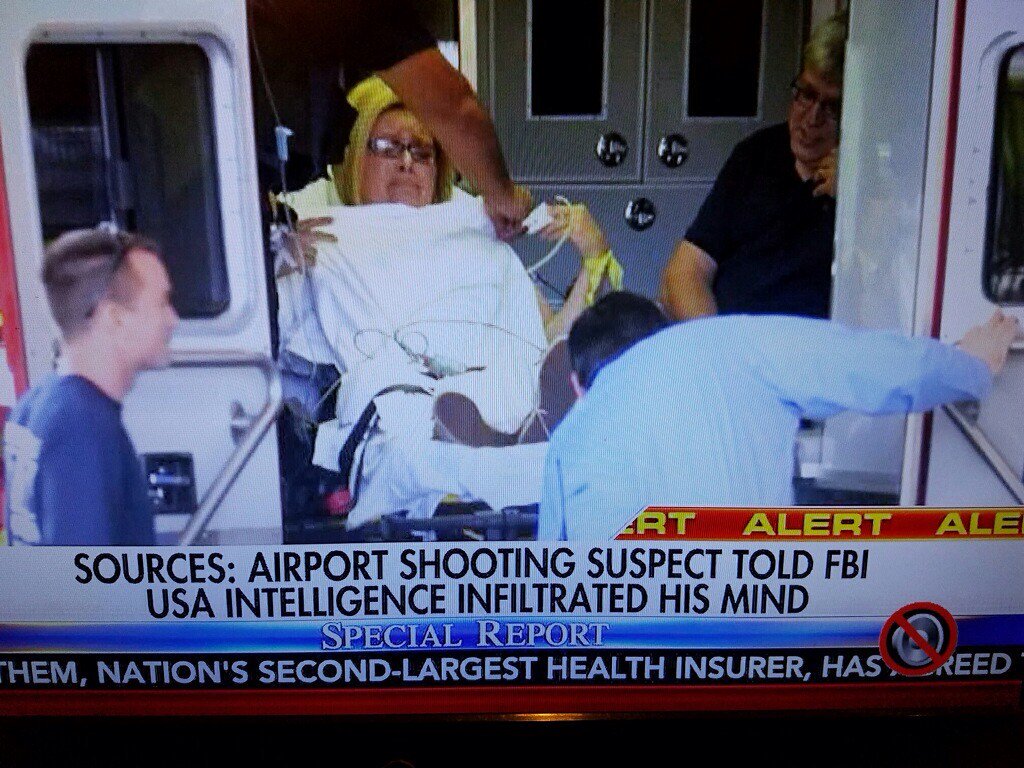 ERT ALERT ALE
SOURCES: AIRPORT SHOOTING SUSPECT TOLD FBI
USA INTELLIGENCE INFILTRATED HIS MIND
SPECIAL REPORT
THEM, NATION'S SECOND-LARGEST HEALTH INSURER, HAS REED